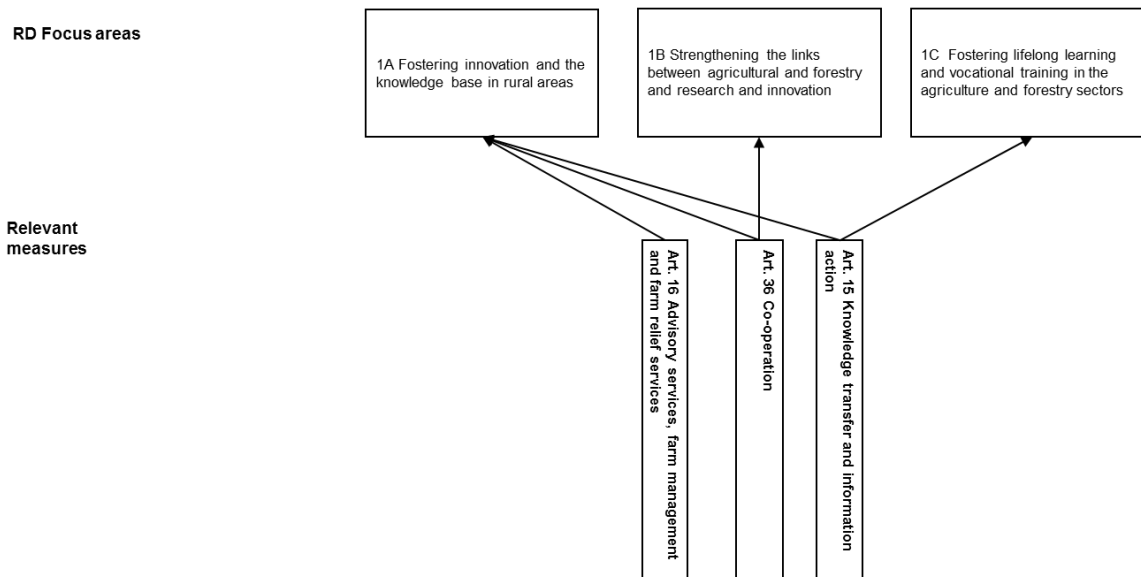 RD Focus areas
1A Fostering innovation and the
knowledge base in rural areas
1B Strengthening the links
between agricultural and forestry
and research and innovation
1C Fostering lifelong learning
and vocational training in the
agriculture and forestry sectors
Relevant
measures
Art. 16 Advisory services, farm management
and farm relief services
Art. 36 Co-operation
Art. 15 Knowledge transfer and information
action